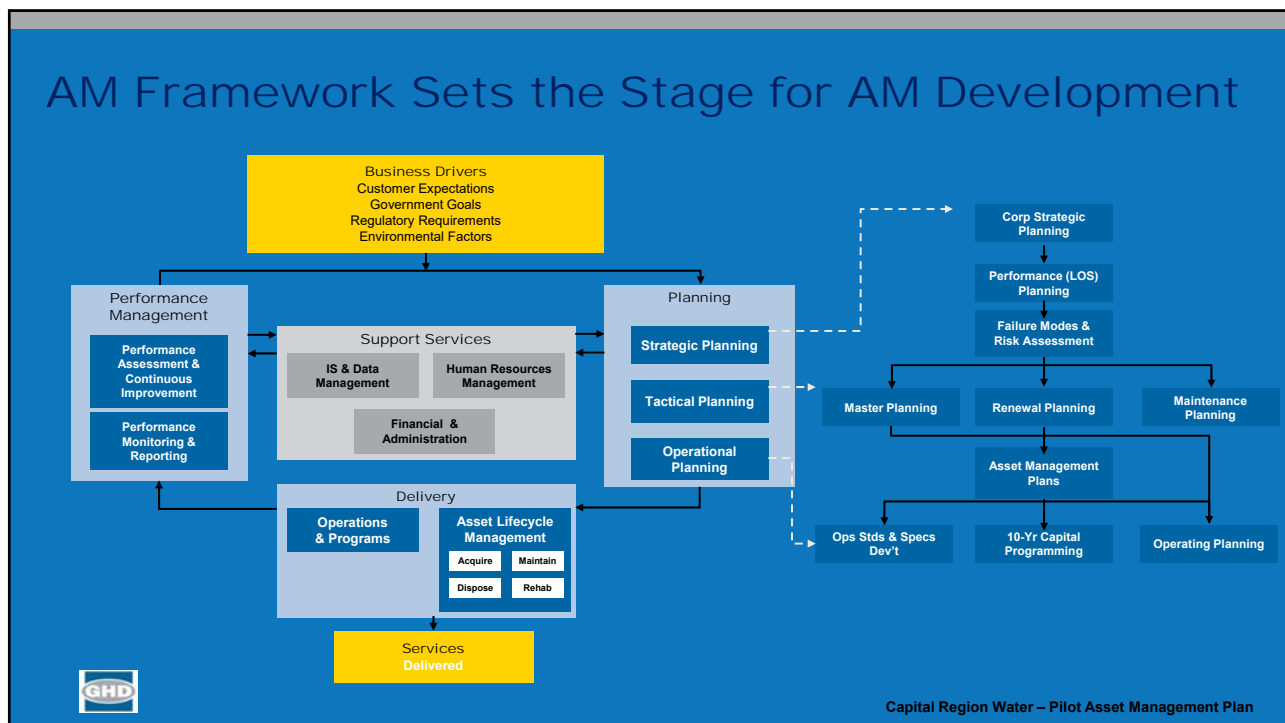 AM Framework Sets the Stage for AM Development
Business Drivers
Customer Expectations
Government Goals
Regulatory Requirements
Environmental Factors
Performance
Management
Performance
Assessment &
Continuous
Improvement
Performance
Monitoring &
Reporting
Support Services
IS & Data
Management
Human Resources
Management
Financial &
Administration
Planning
Strategic Planning
Tactical Planning
Operational
Planning
Delivery
Operations
& Programs
Asset Lifecycle
Management
Acquire
Maintain
Dispose
Rehab
Services
Delivered
Corp Strategic
Planning
Performance (LOS)
Planning
Failure Modes &
Risk Assessment
Master Planning
Renewal Planning
Maintenance
Planning
Asset Management
Plans
Ops Stds & Specs
Dev't
10-Yr Capital
Programming
Operating Planning
GHD
Capital Region Water – Pilot Asset Management Plan